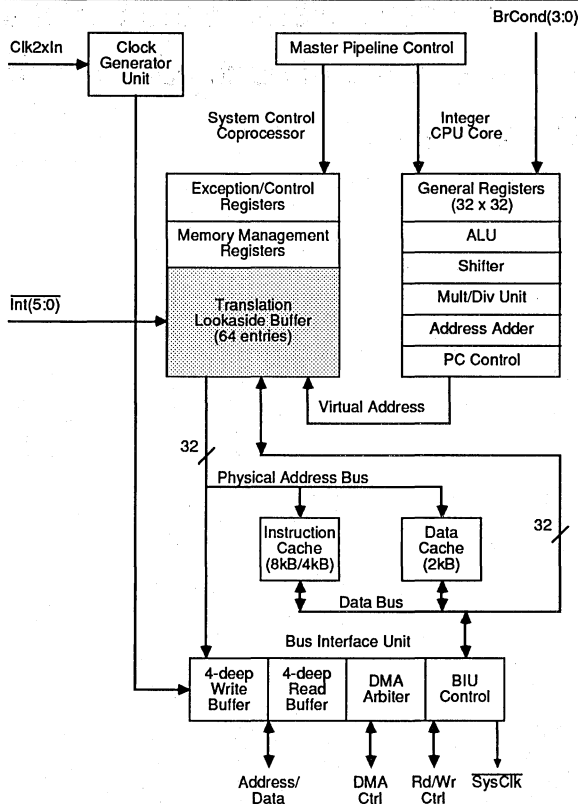 BrCond(3:0)
Clk2xIn
Clock
Generator
Unit
Master Pipeline Control
System Control
Coprocessor
Integer
CPU Core
Exception/Control
Registers
Memory Management
Registers
Translation
Lookaside Buffer
(64 entries)
General Registers
(32 x 32)
ALU
Shifter
Mult/Div Unit
Address Adder
PC Control
Int(5:0)
Virtual Address
32
Physical Address Bus
Instruction
Cache
(8kB/4kB)
Data
Cache
(2kB)
32
Data Bus
Bus Interface Unit
4-deep
Write
Buffer
4-deep
Read
Buffer
DMA
Arbiter
BIU
Control
Address/
Data
DMA
Ctrl
Rd/Wr
Ctrl
SysClk